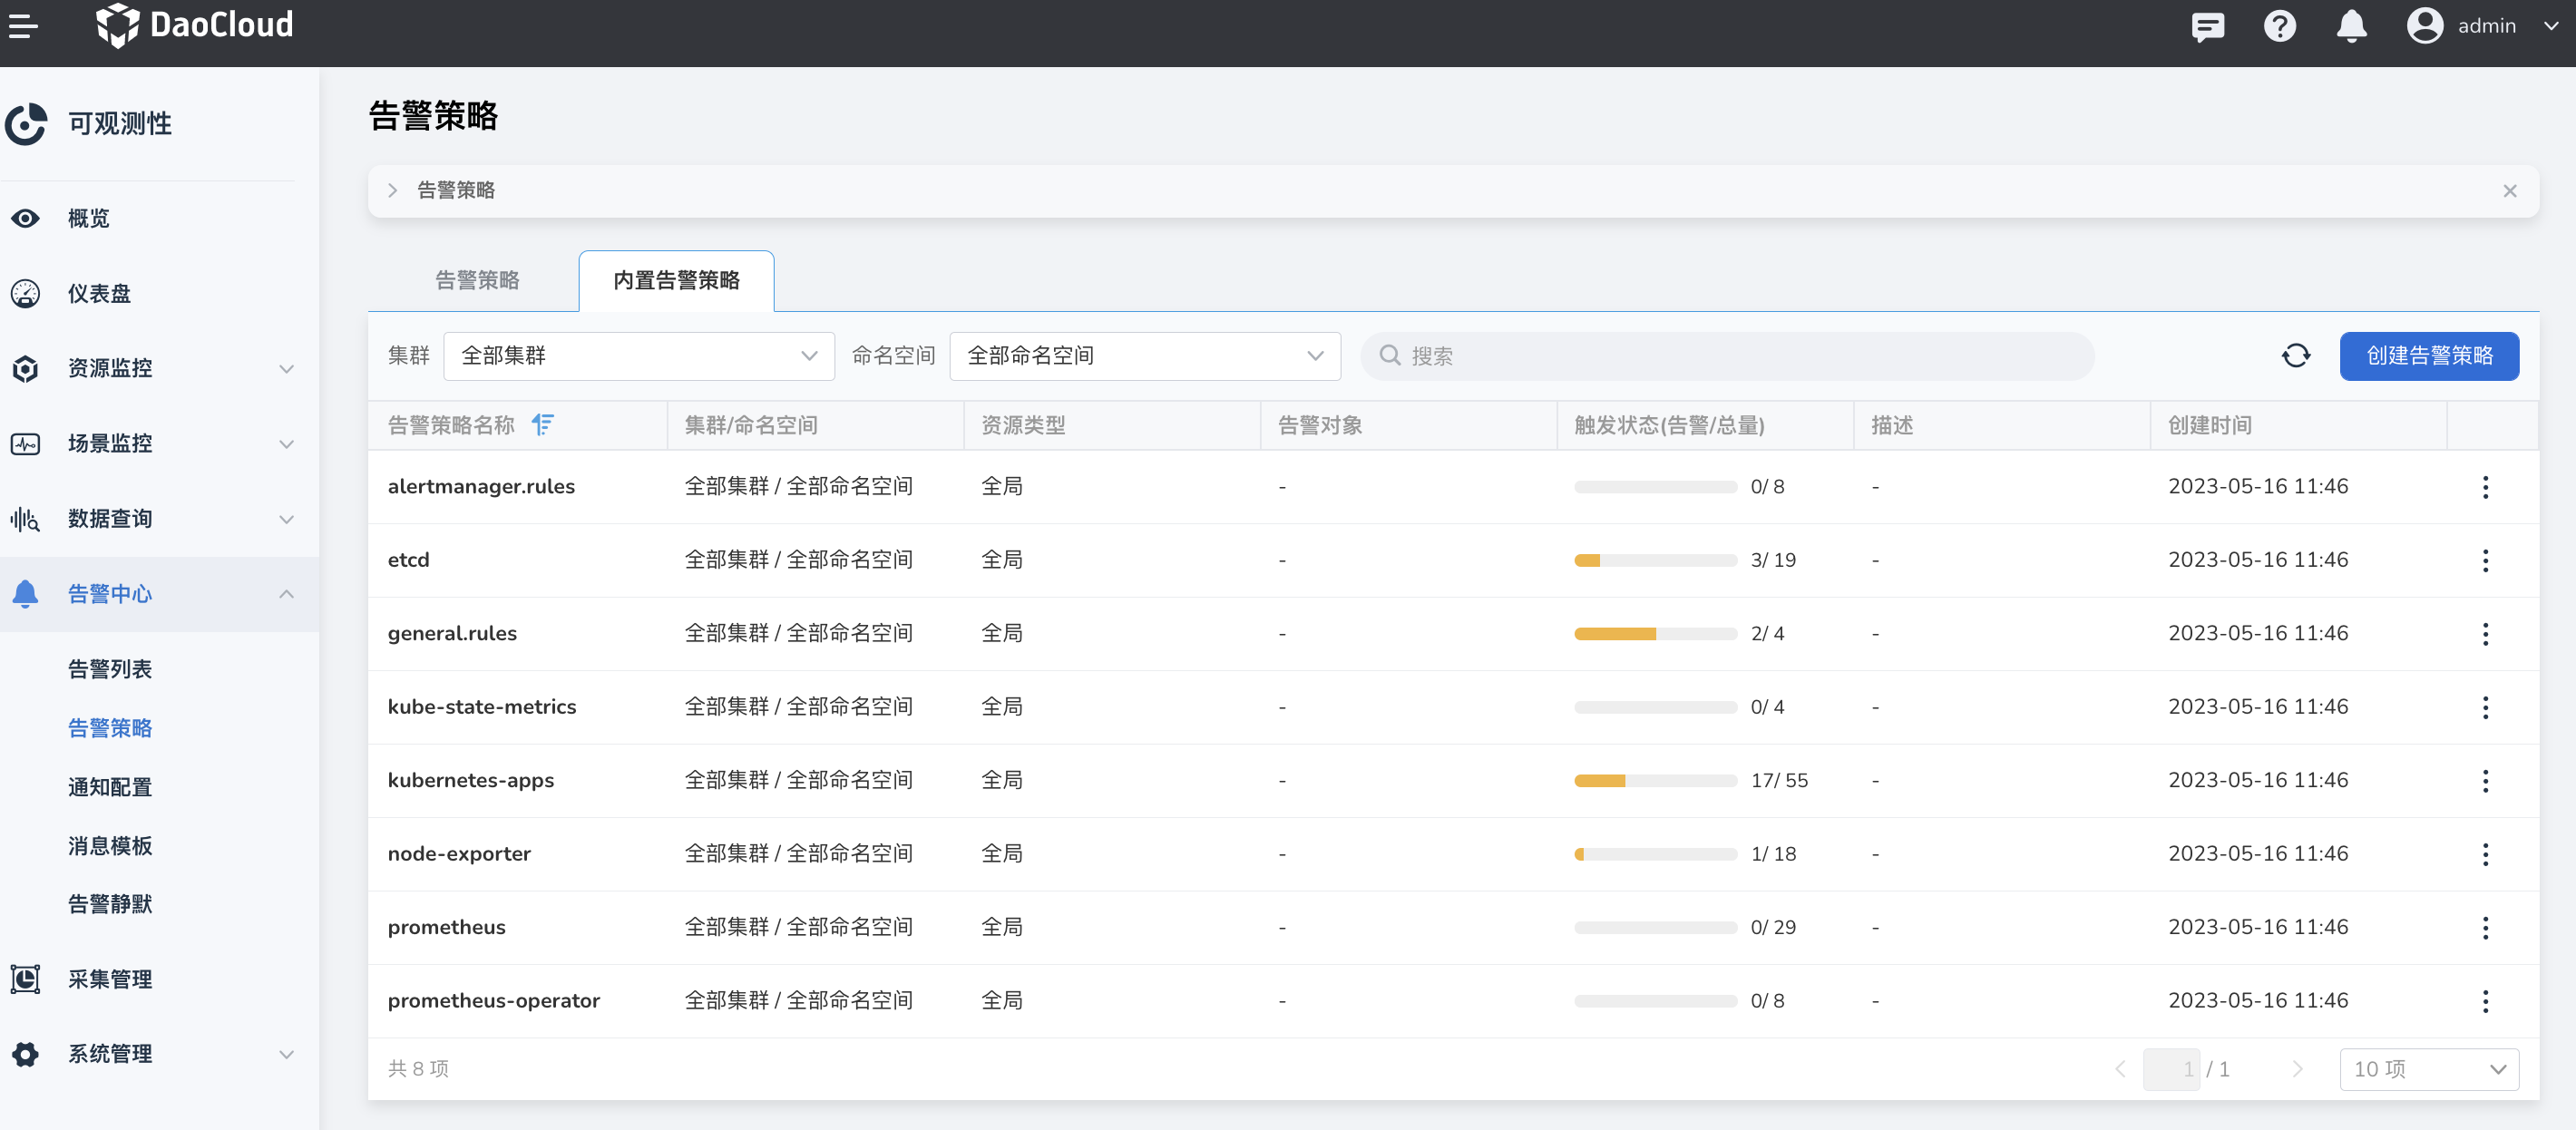 DaoCloud
admin
可观测性
概览
仪表盘
资源监控
场景监控
数据查询
告警中心
告警列表
告警策略
通知配置
消息模板
告警静默
采集管理
系统管理
告警策略
告警策略
告警策略 内置告警策略
集群 全部集群 命名空间 全部命名空间 搜索 创建告警策略
告警策略名称 集群/命名空间 资源类型 告警对象 触发状态(告警/总量) 描述 创建时间
alertmanager.rules 全部集群 / 全部命名空间 全局 - 0/ 8 - 2023-05-16 11:46
etcd 全部集群 / 全部命名空间 全局 - 3/ 19 - 2023-05-16 11:46
general.rules 全部集群 / 全部命名空间 全局 - 2/ 4 - 2023-05-16 11:46
kube-state-metrics 全部集群 / 全部命名空间 全局 - 0/ 4 - 2023-05-16 11:46
kubernetes-apps 全部集群 / 全部命名空间 全局 - 17/ 55 - 2023-05-16 11:46
node-exporter 全部集群 / 全部命名空间 全局 - 1/ 18 - 2023-05-16 11:46
prometheus 全部集群 / 全部命名空间 全局 - 0/ 29 - 2023-05-16 11:46
prometheus-operator 全部集群 / 全部命名空间 全局 - 0/ 8 - 2023-05-16 11:46
共 8 项 1 / 1 10 项